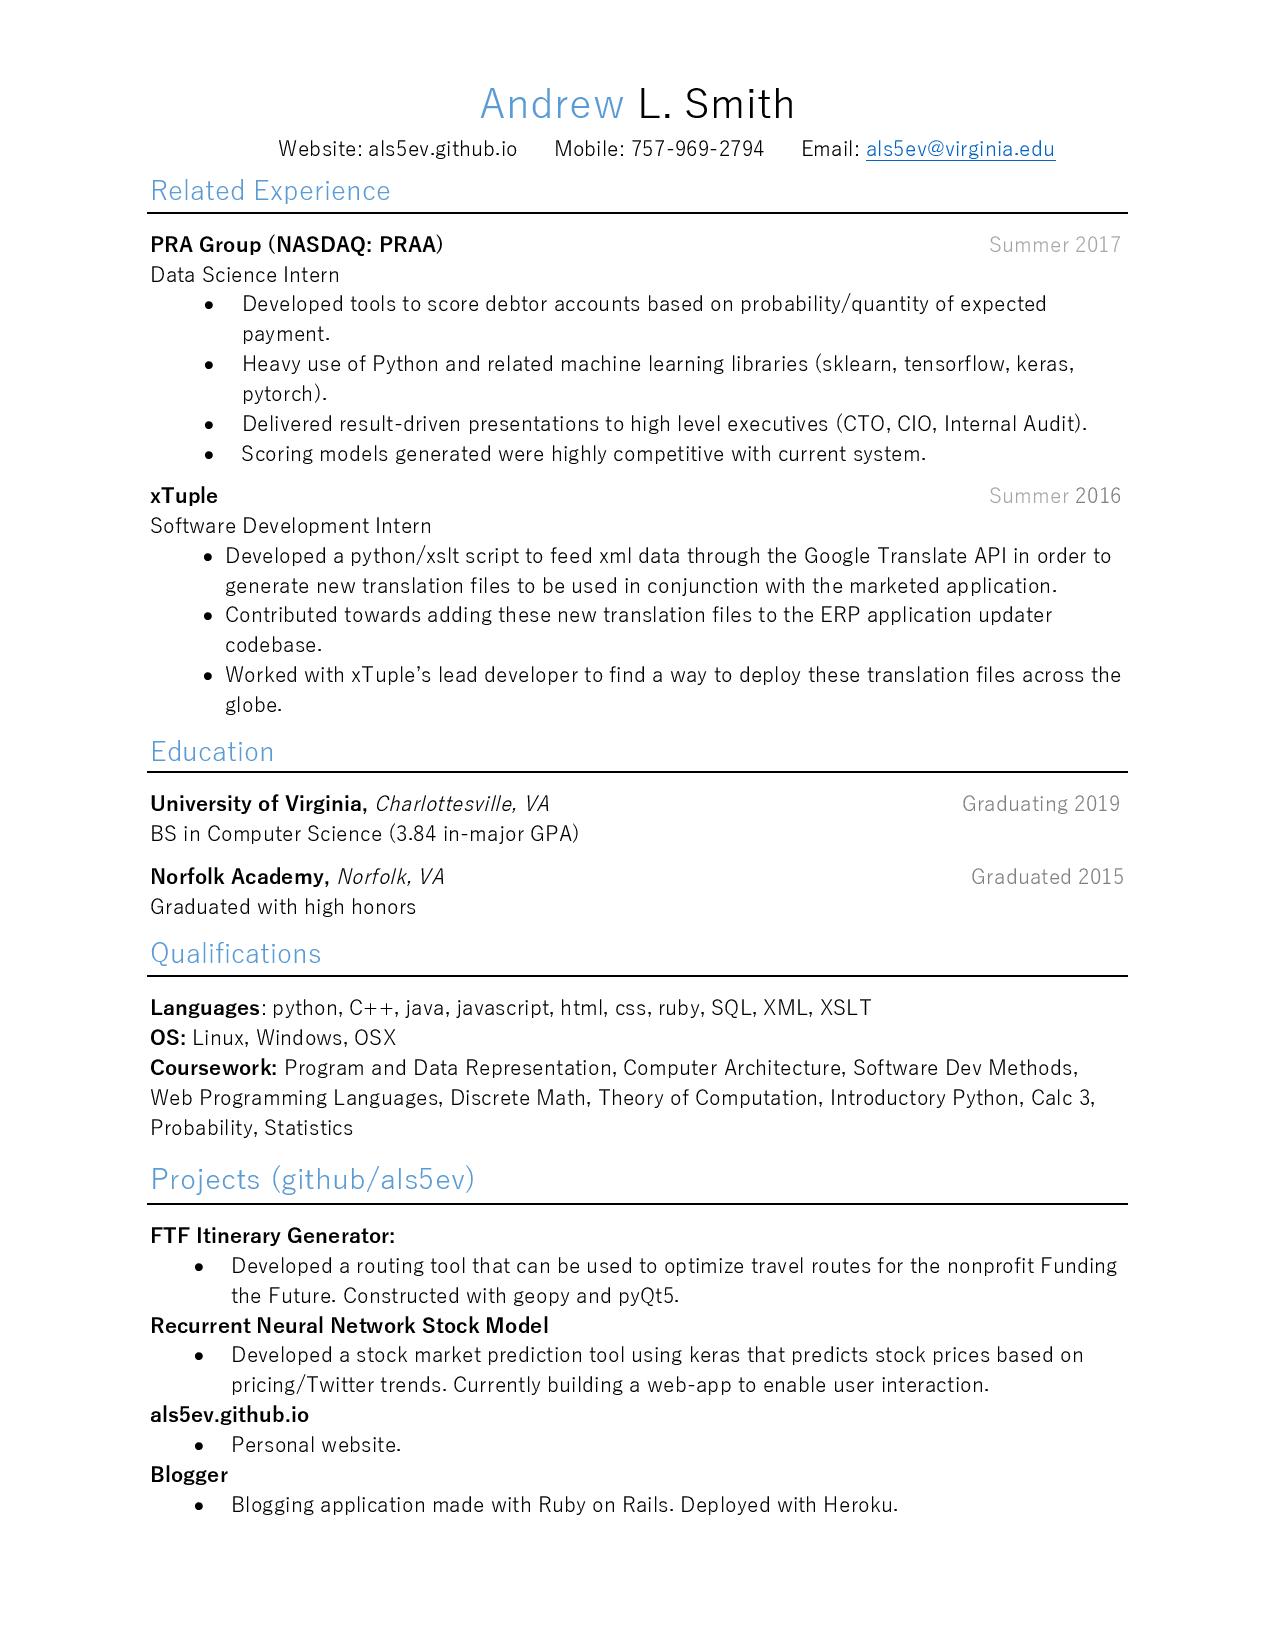 Andrew L. Smith
Website: als5ev.github.io Mobile: 757-969-2794 Email: als5ev@virginia.edu
Related Experience
PRA Group (NASDAQ: PRAA) Summer 2017
Data Science Intern
• Developed tools to score debtor accounts based on probability/quantity of expected
payment.
• Heavy use of Python and related machine learning libraries (sklearn, tensorflow, keras,
pytorch).
• Delivered result-driven presentations to high level executives (CTO, CIO, Internal Audit).
• Scoring models generated were highly competitive with current system.
xTuple Summer 2016
Software Development Intern
• Developed a python/xslt script to feed xml data through the Google Translate API in order to
generate new translation files to be used in conjunction with the marketed application.
• Contributed towards adding these new translation files to the ERP application updater
codebase.
• Worked with xTuple’s lead developer to find a way to deploy these translation files across the
globe.
Education
University of Virginia, Charlottesville, VA Graduating 2019
BS in Computer Science (3.84 in-major GPA)
Norfolk Academy, Norfolk, VA Graduated 2015
Graduated with high honors
Qualifications
Languages: python, C++, java, javascript, html, css, ruby, SQL, XML, XSLT
OS: Linux, Windows, OSX
Coursework: Program and Data Representation, Computer Architecture, Software Dev Methods,
Web Programming Languages, Discrete Math, Theory of Computation, Introductory Python, Calc 3,
Probability, Statistics
Projects (github/als5ev)
FTF Itinerary Generator:
• Developed a routing tool that can be used to optimize travel routes for the nonprofit Funding
the Future. Constructed with geopy and pyQt5.
Recurrent Neural Network Stock Model
• Developed a stock market prediction tool using keras that predicts stock prices based on
pricing/Twitter trends. Currently building a web-app to enable user interaction.
als5ev.github.io
• Personal website.
Blogger
• Blogging application made with Ruby on Rails. Deployed with Heroku.